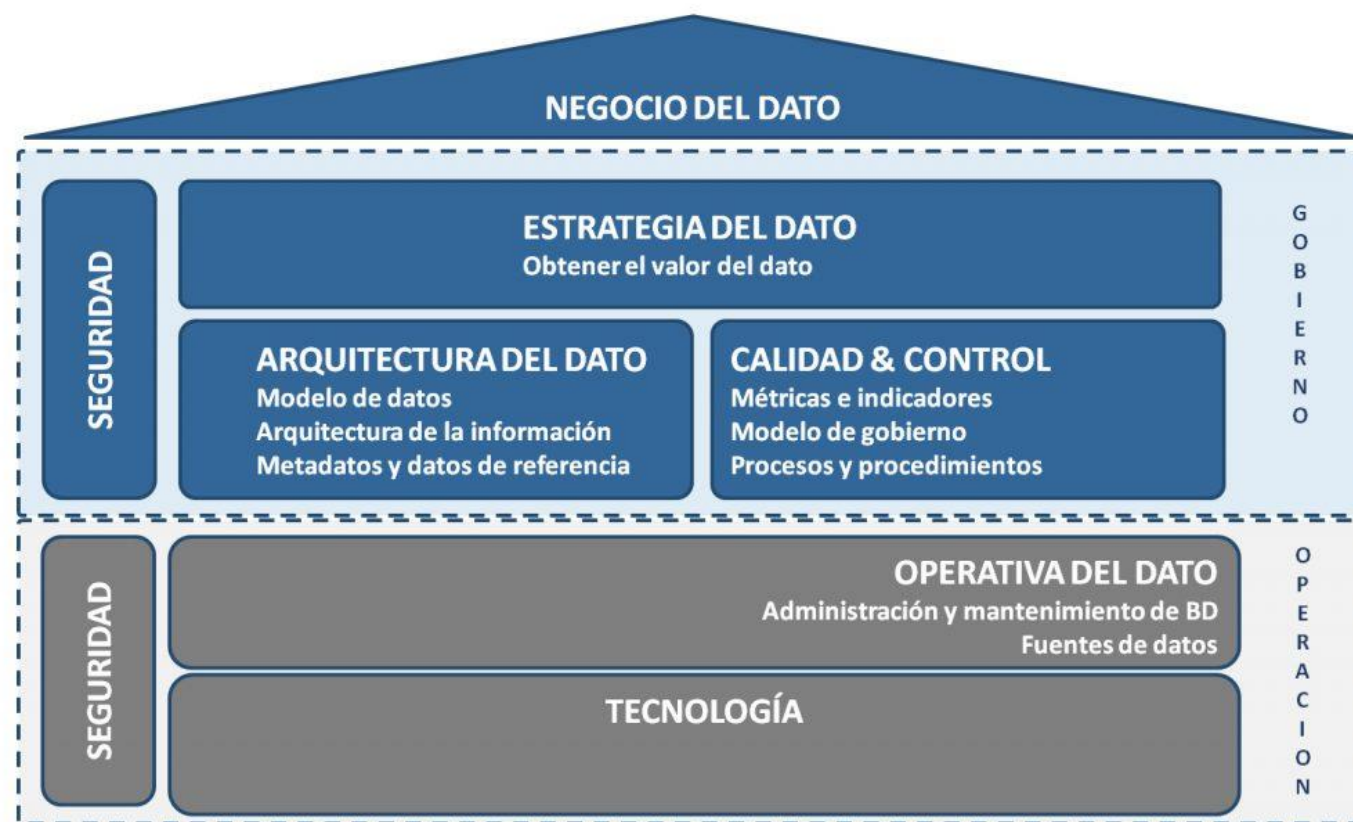 NEGOCIO DEL DATO
SEGURIDAD
ESTRATEGIA DEL DATO
Obtener el valor del dato
ARQUITECTURA DEL DATO
Modelo de datos
Arquitectura de la información
Metadatos y datos de referencia
CALIDAD & CONTROL
Métricas e indicadores
Modelo de gobierno
Procesos y procedimientos
GOBIERNO
SEGURIDAD
OPERATIVA DEL DATO
Administración y mantenimiento de BD
Fuentes de datos
TECNOLOGÍA
OPERACION